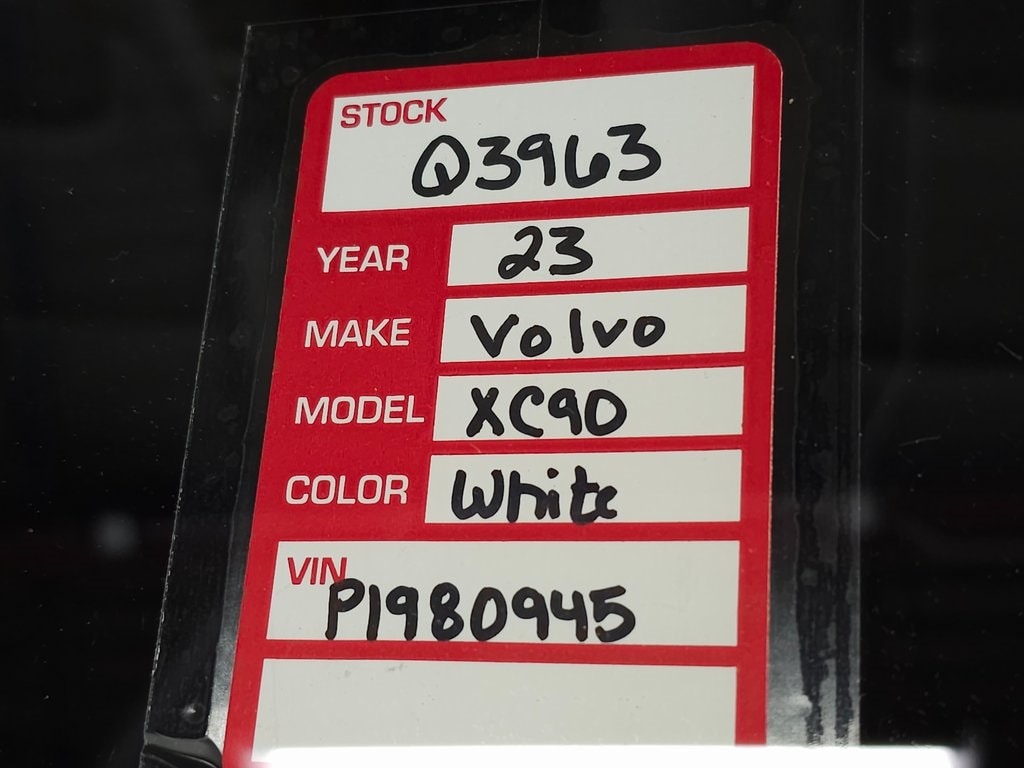 STOCK
Q3963
YEAR 23
MAKE Volvo
MODEL XC90
COLOR White
VIN
P1980945